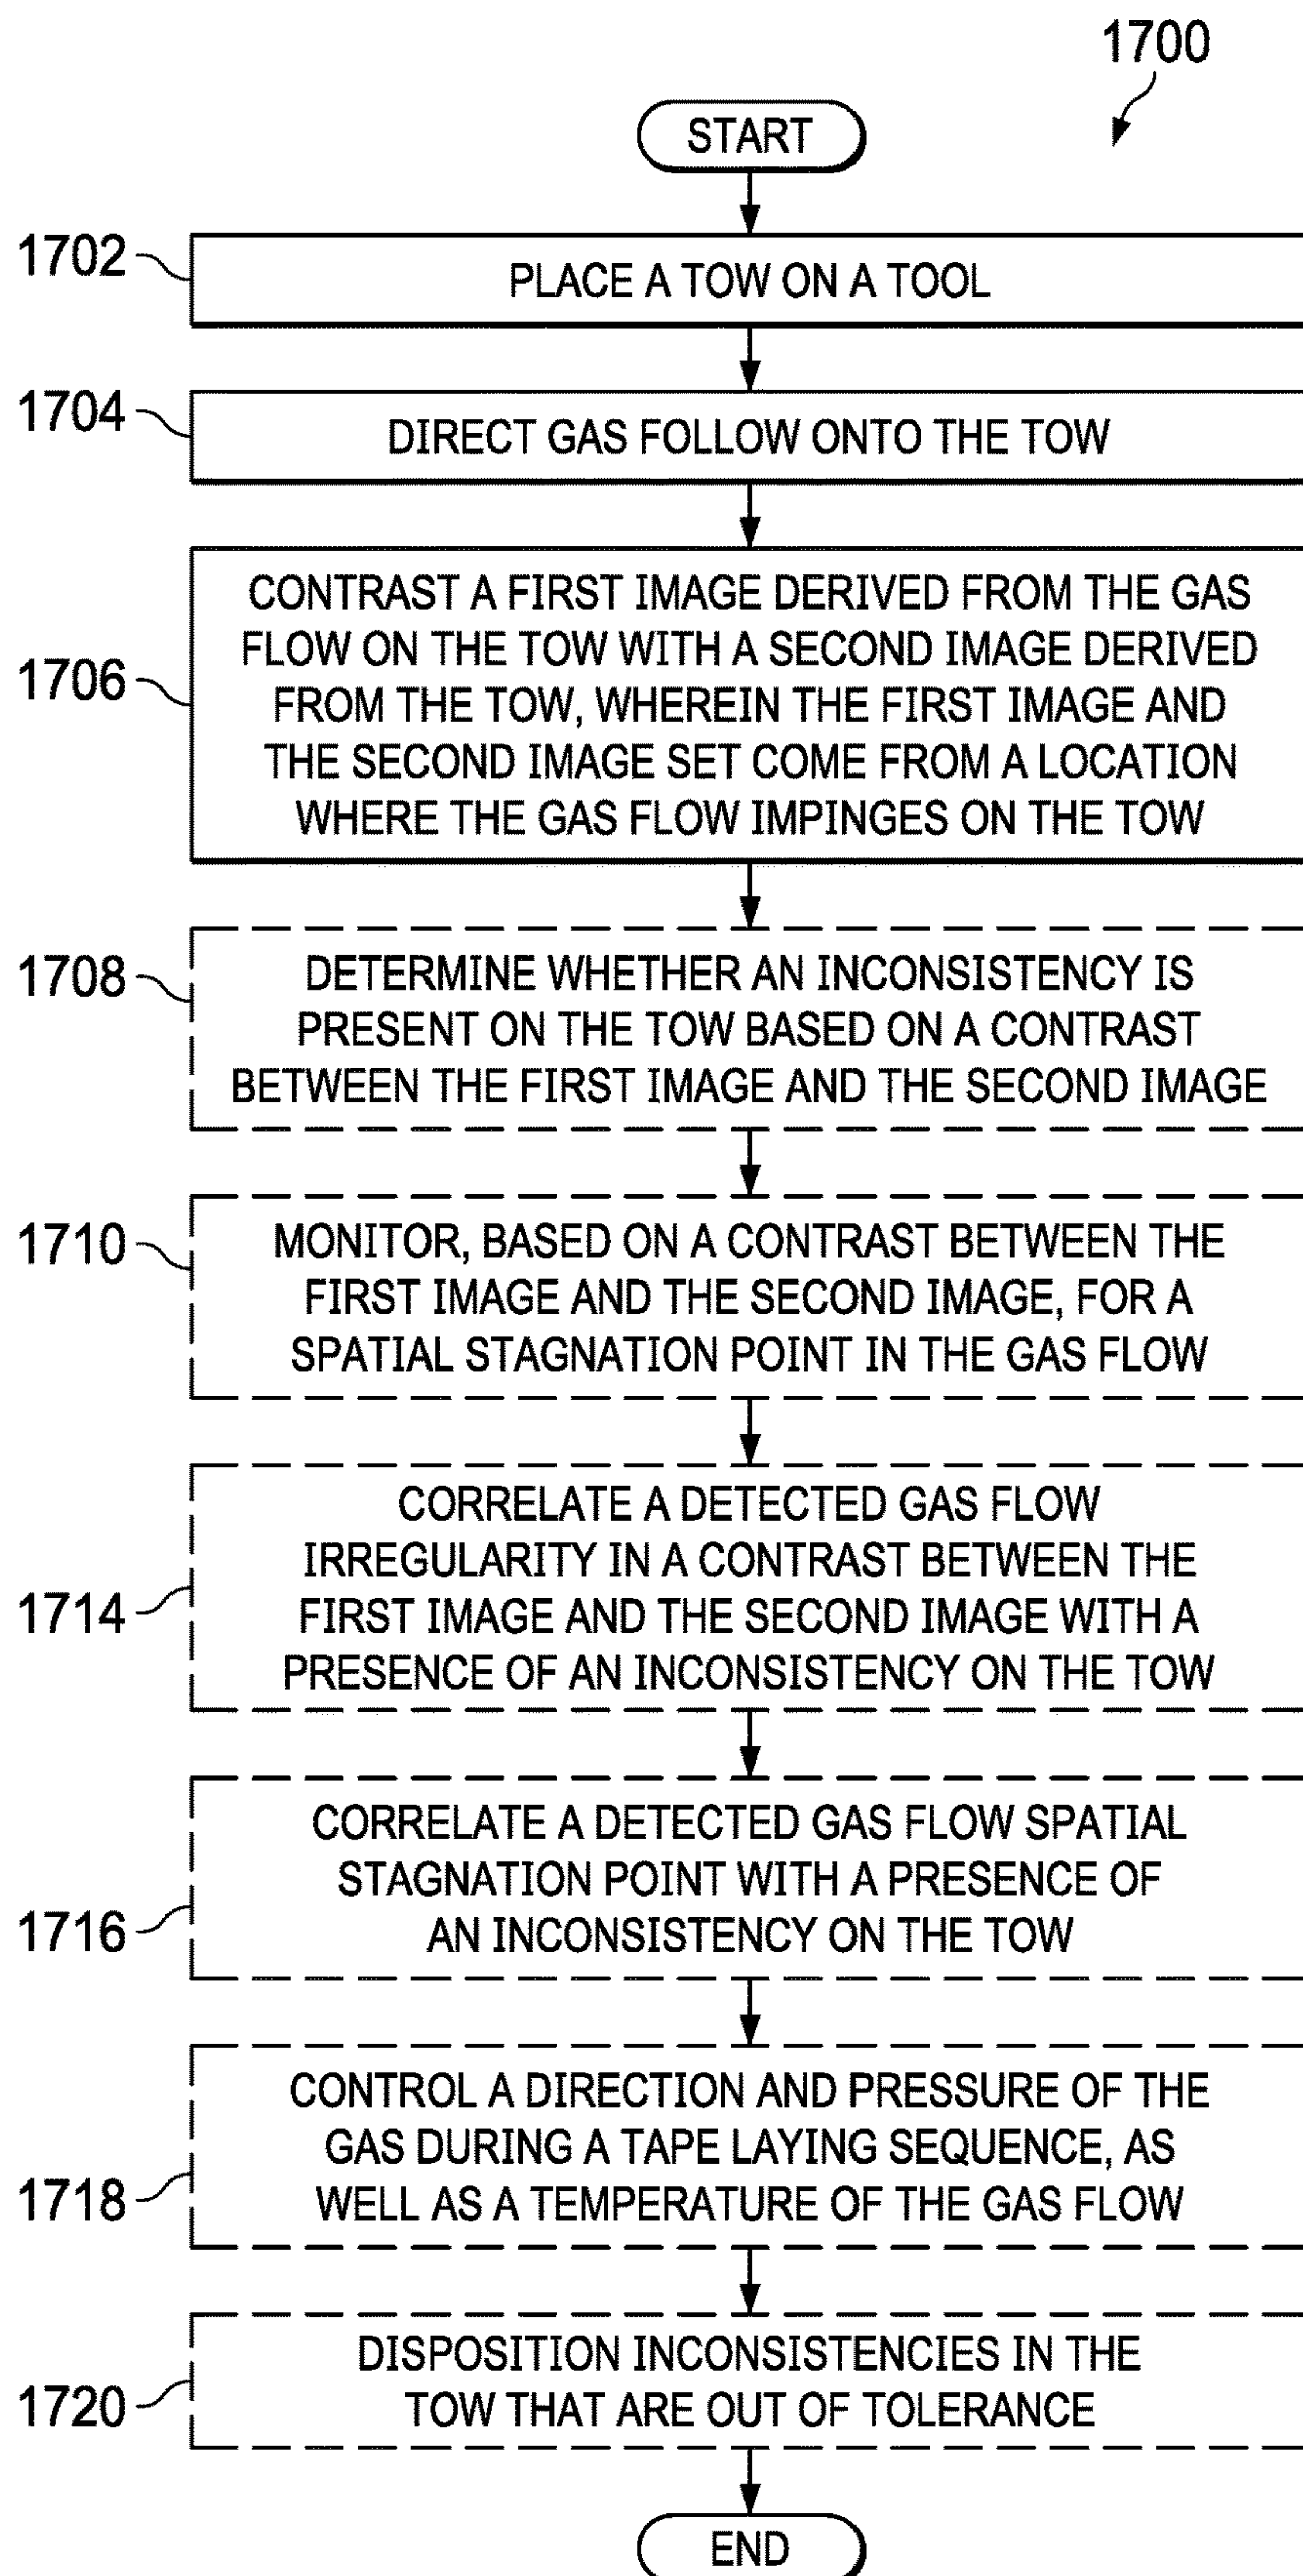 1700
START
1702
PLACE A TOW ON A TOOL
1704
DIRECT GAS FOLLOW ONTO THE TOW
1706
CONTRAST A FIRST IMAGE DERIVED FROM THE GAS
FLOW ON THE TOW WITH A SECOND IMAGE DERIVED
FROM THE TOW, WHEREIN THE FIRST IMAGE AND
THE SECOND IMAGE SET COME FROM A LOCATION
WHERE THE GAS FLOW IMPINGES ON THE TOW
1708
DETERMINE WHETHER AN INCONSISTENCY IS
PRESENT ON THE TOW BASED ON A CONTRAST
BETWEEN THE FIRST IMAGE AND THE SECOND IMAGE
1710
MONITOR, BASED ON A CONTRAST BETWEEN THE
FIRST IMAGE AND THE SECOND IMAGE, FOR A
SPATIAL STAGNATION POINT IN THE GAS FLOW
1714
CORRELATE A DETECTED GAS FLOW
IRREGULARITY IN A CONTRAST BETWEEN THE
FIRST IMAGE AND THE SECOND IMAGE WITH A
PRESENCE OF AN INCONSISTENCY ON THE TOW
1716
CORRELATE A DETECTED GAS FLOW SPATIAL
STAGNATION POINT WITH A PRESENCE OF
AN INCONSISTENCY ON THE TOW
1718
CONTROL A DIRECTION AND PRESSURE OF THE
GAS DURING A TAPE LAYING SEQUENCE, AS
WELL AS A TEMPERATURE OF THE GAS FLOW
1720
DISPOSITION INCONSISTENCIES IN THE
TOW THAT ARE OUT OF TOLERANCE
END